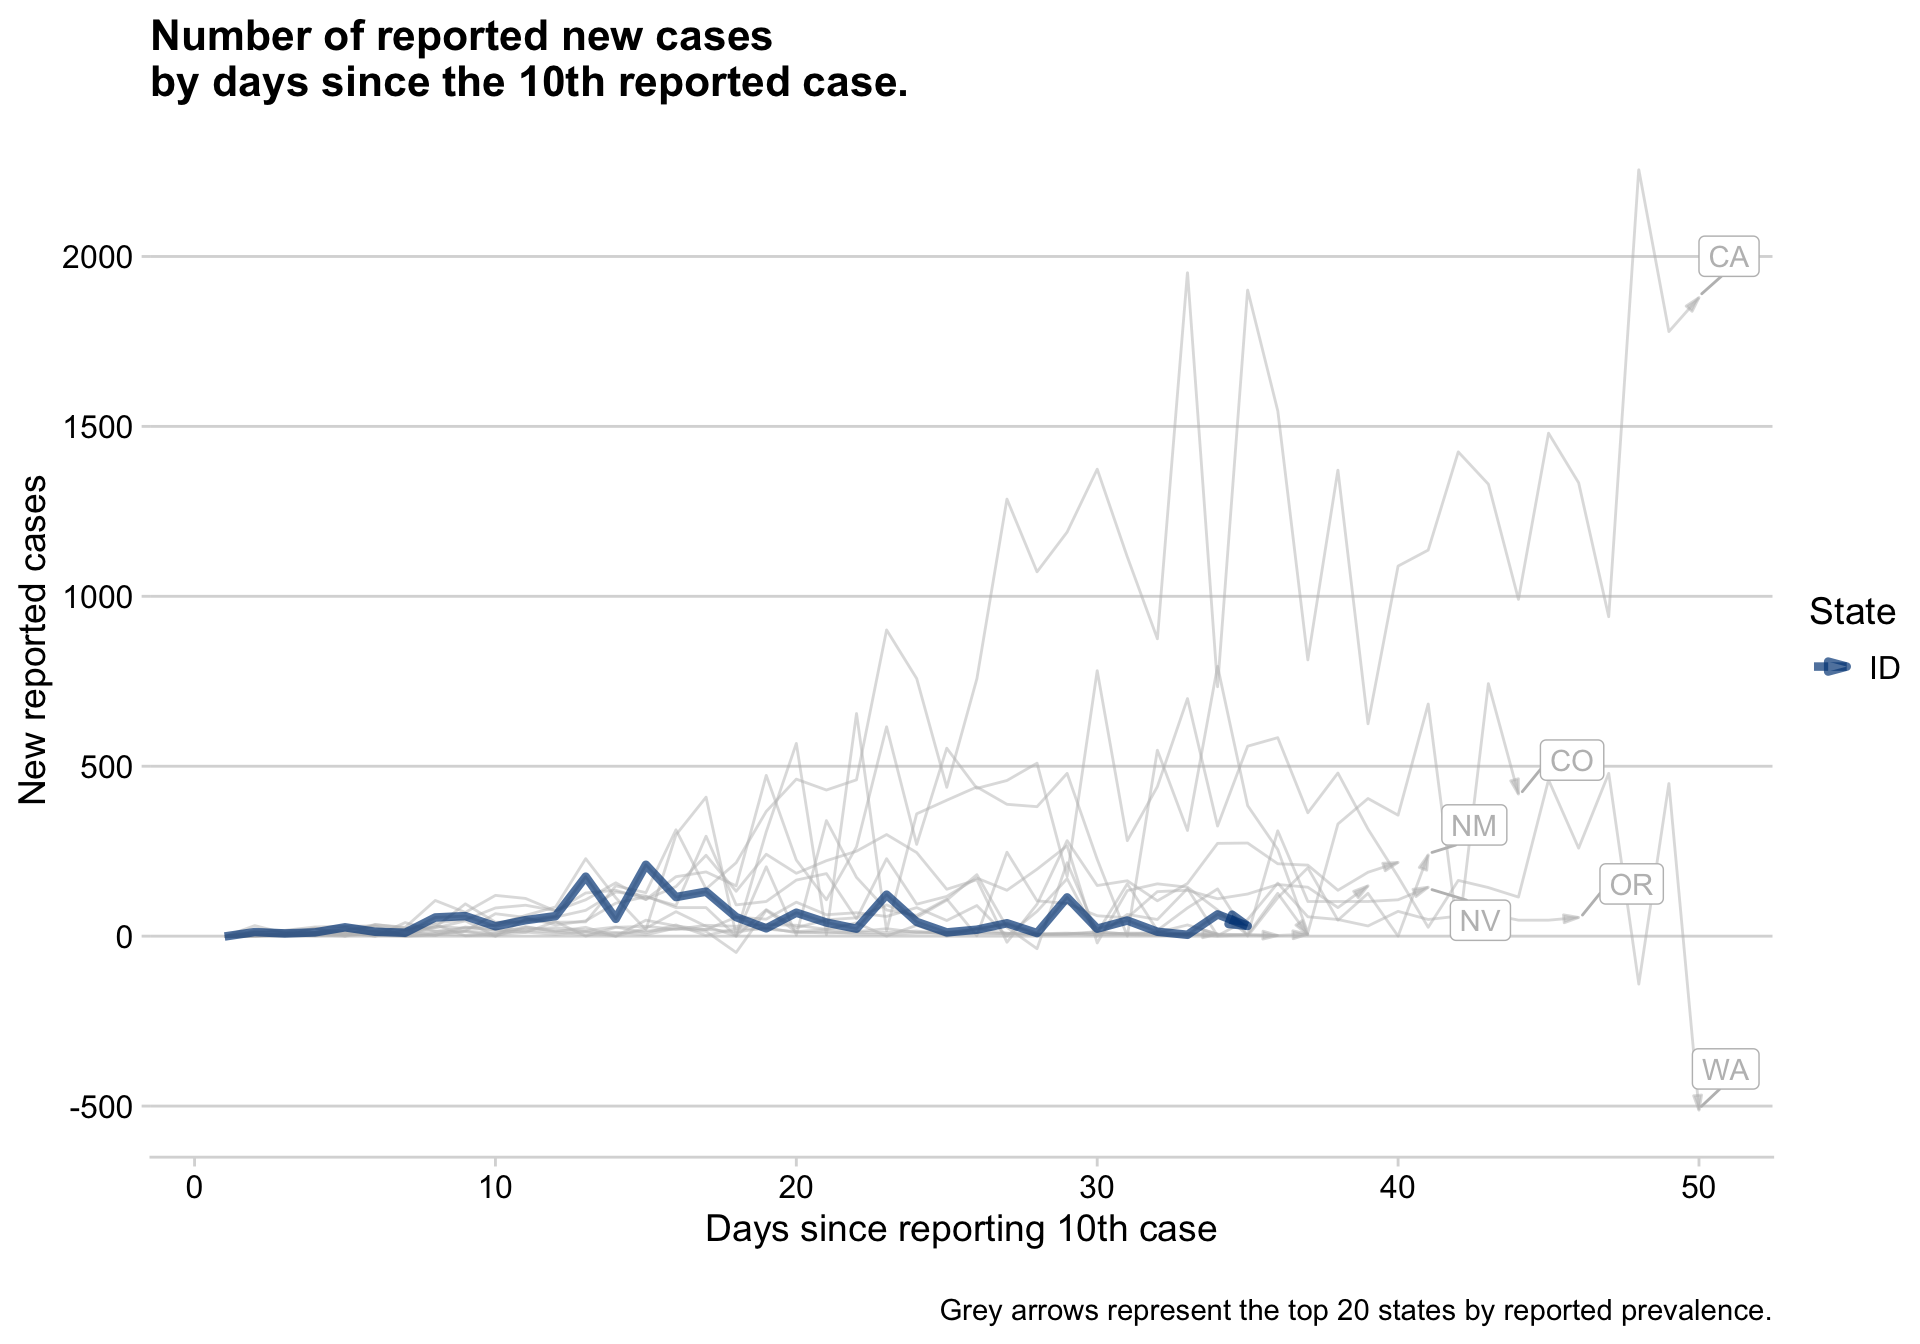 Number of reported new cases
by days since the 10th reported case.
New reported cases
2000
1500
1000
500
0
-500
CA
CO
NM
OR
NV
WA
State
ID
0 10 20 30 40 50
Days since reporting 10th case
Grey arrows represent the top 20 states by reported prevalence.